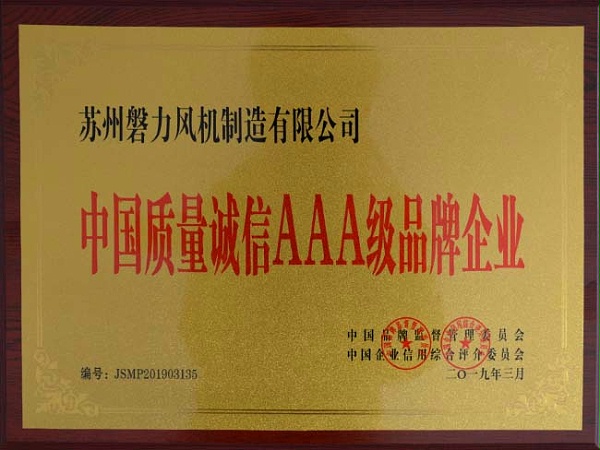 苏州磐力风机制造有限公司
中国质量诚信AAA级品牌企业
中国品牌监督管理委员会
中国企业信用综合评介委员会
编号：JSMP201903135
二〇一九年三月